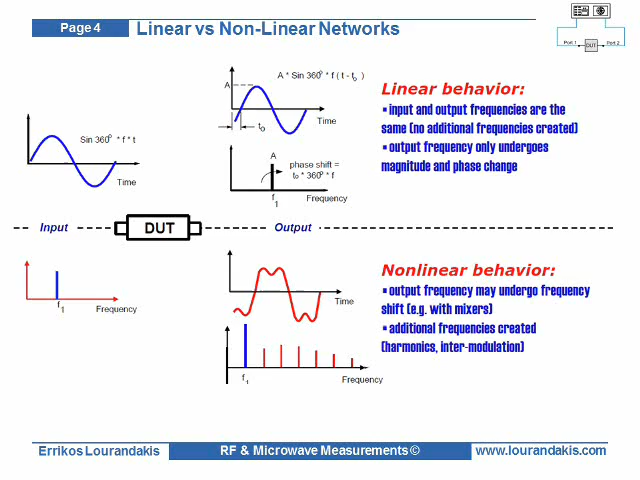 Page 4
Linear vs Non-Linear Networks
Port 1
DUT
Port 2
A * Sin 360° * f ( t - to )
A
Time
to
Sin 360° * f * t
Time
A
phase shift =
to * 360° * f
f1
Frequency
Linear behavior:
▪ input and output frequencies are the
same (no additional frequencies created)
▪ output frequency only undergoes
magnitude and phase change
Input
DUT
Output
f1
Frequency
Time
f1
Frequency
Nonlinear behavior:
▪ output frequency may undergo frequency
shift (e.g. with mixers)
▪ additional frequencies created
(harmonics, inter-modulation)
Errikos Lourandakis
RF & Microwave Measurements©
www.lourandakis.com